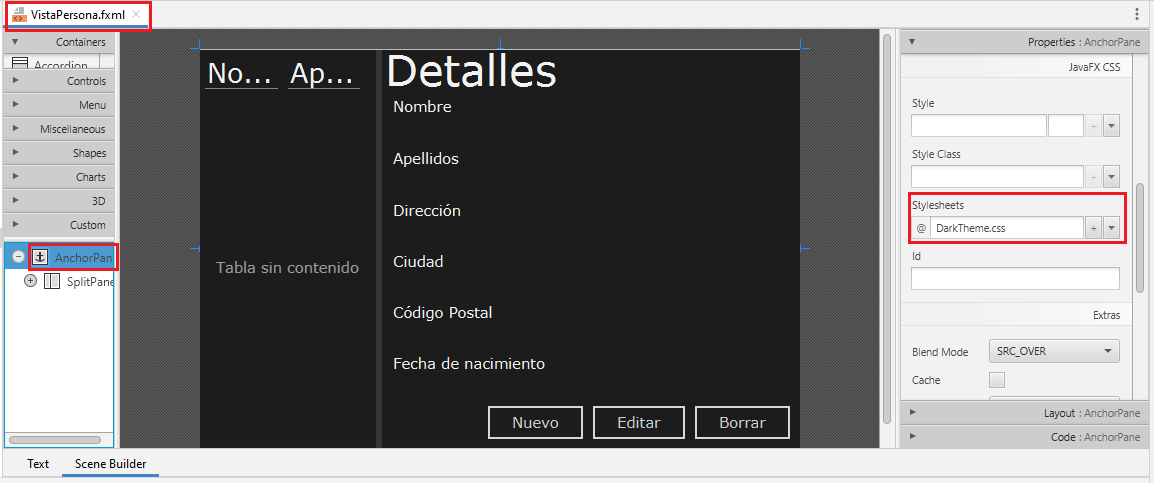 VistaPersona.fxml
Containers
Accordion
Controls
Menu
Miscellaneous
Shapes
Charts
3D
Custom
AnchorPan
SplitPane
No...
Ap...
Tabla sin contenido
Detalles
Nombre
Apellidos
Dirección
Ciudad
Código Postal
Fecha de nacimiento
Nuevo
Editar
Borrar
Properties : AnchorPane
JavaFX CSS
Style
Style Class
Stylesheets
@ DarkTheme.css
Id
Extras
Blend Mode SRC_OVER
Cache
Layout : AnchorPane
Code : AnchorPane
Text
Scene Builder